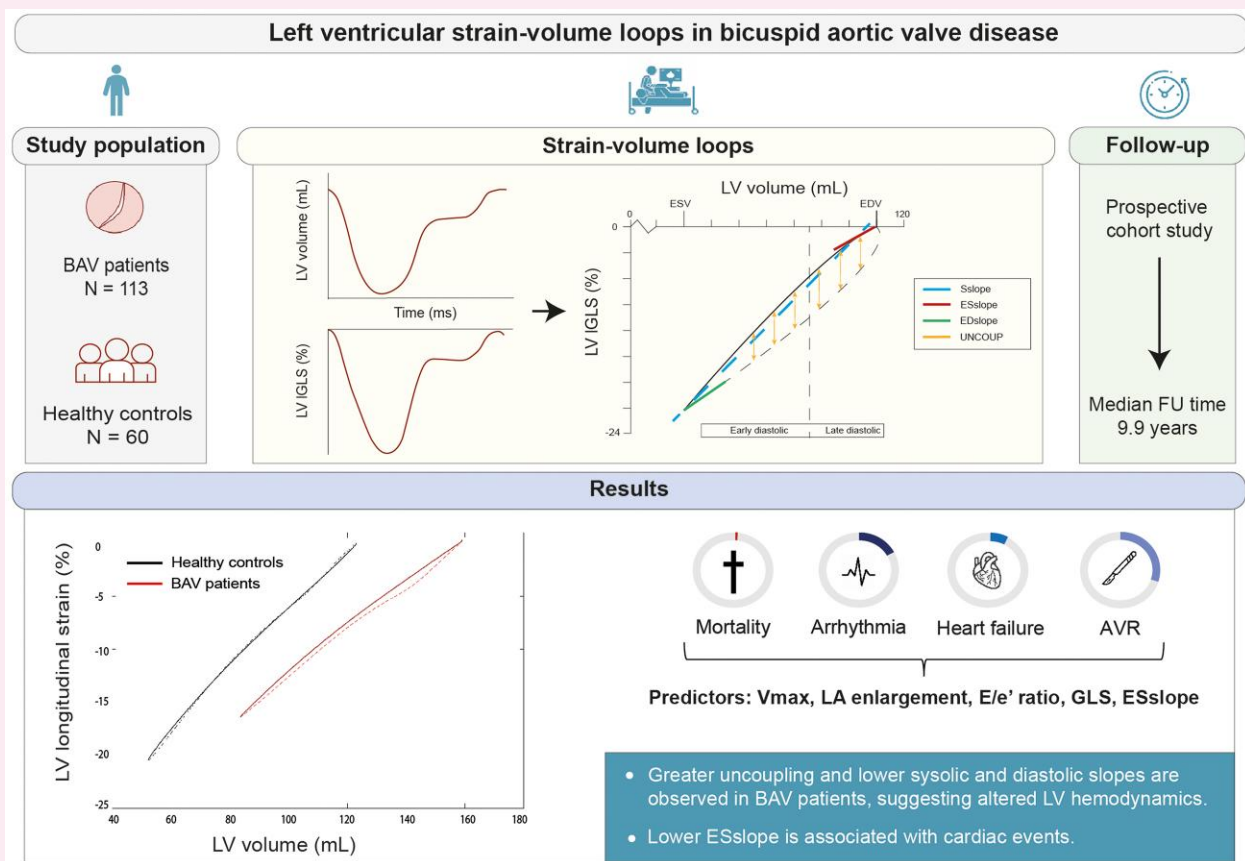 Left ventricular strain-volume loops in bicuspid aortic valve disease
Study population
BAV patients
N = 113
Healthy controls
N = 60
Strain-volume loops
LV volume (mL)
Time (ms)
LV lGLS (%)
LV volume (mL)
ESV
EDV
0
120
0
LV lGLS (%)
-24
Sslope
ESslope
EDslope
UNCOUP
Early diastolic
Late diastolic
Follow-up
Prospective
cohort study
Median FU time
9.9 years
Results
LV longitudinal strain (%)
0
-5
-10
-15
-20
-25
Healthy controls
BAV patients
40
60
80
100
120
140
160
180
LV volume (mL)
Mortality
Arrhythmia
Heart failure
AVR
Predictors: Vmax, LA enlargement, E/e' ratio, GLS, ESslope
• Greater uncoupling and lower sysolic and diastolic slopes are
observed in BAV patients, suggesting altered LV hemodynamics.
• Lower ESslope is associated with cardiac events.